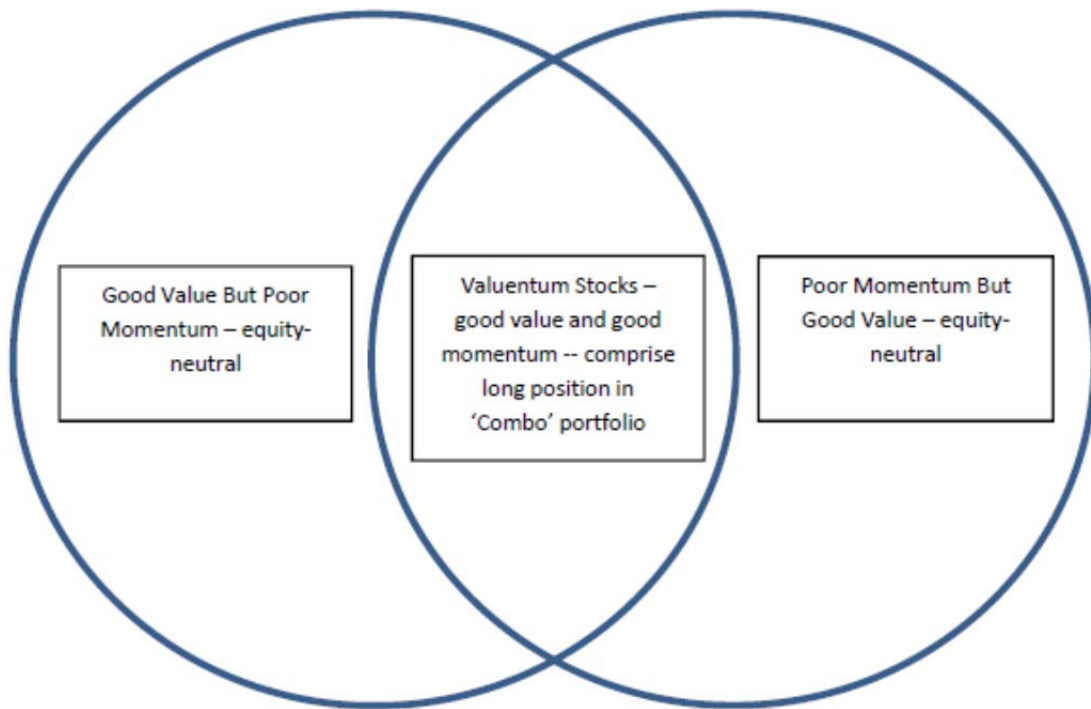 Good Value But Poor
Momentum – equity-
neutral
Valuentum Stocks –
good value and good
momentum -- comprise
long position in
‘Combo’ portfolio
Poor Momentum But
Good Value – equity-
neutral